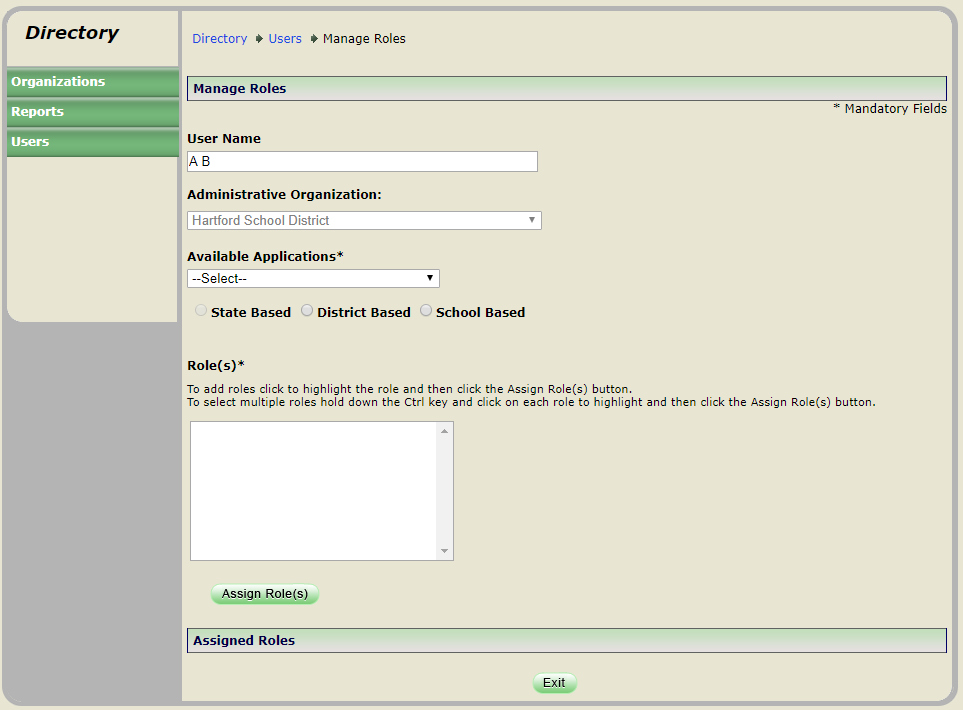 Directory
Organizations
Reports
Users
Directory Users Manage Roles
Manage Roles
* Mandatory Fields
User Name
A B
Administrative Organization:
Hartford School District
Available Applications*
--Select--
State Based District Based School Based
Role(s)*
To add roles click to highlight the role and then click the Assign Role(s) button.
To select multiple roles hold down the Ctrl key and click on each role to highlight and then click the Assign Role(s) button.
Assign Role(s)
Assigned Roles
Exit